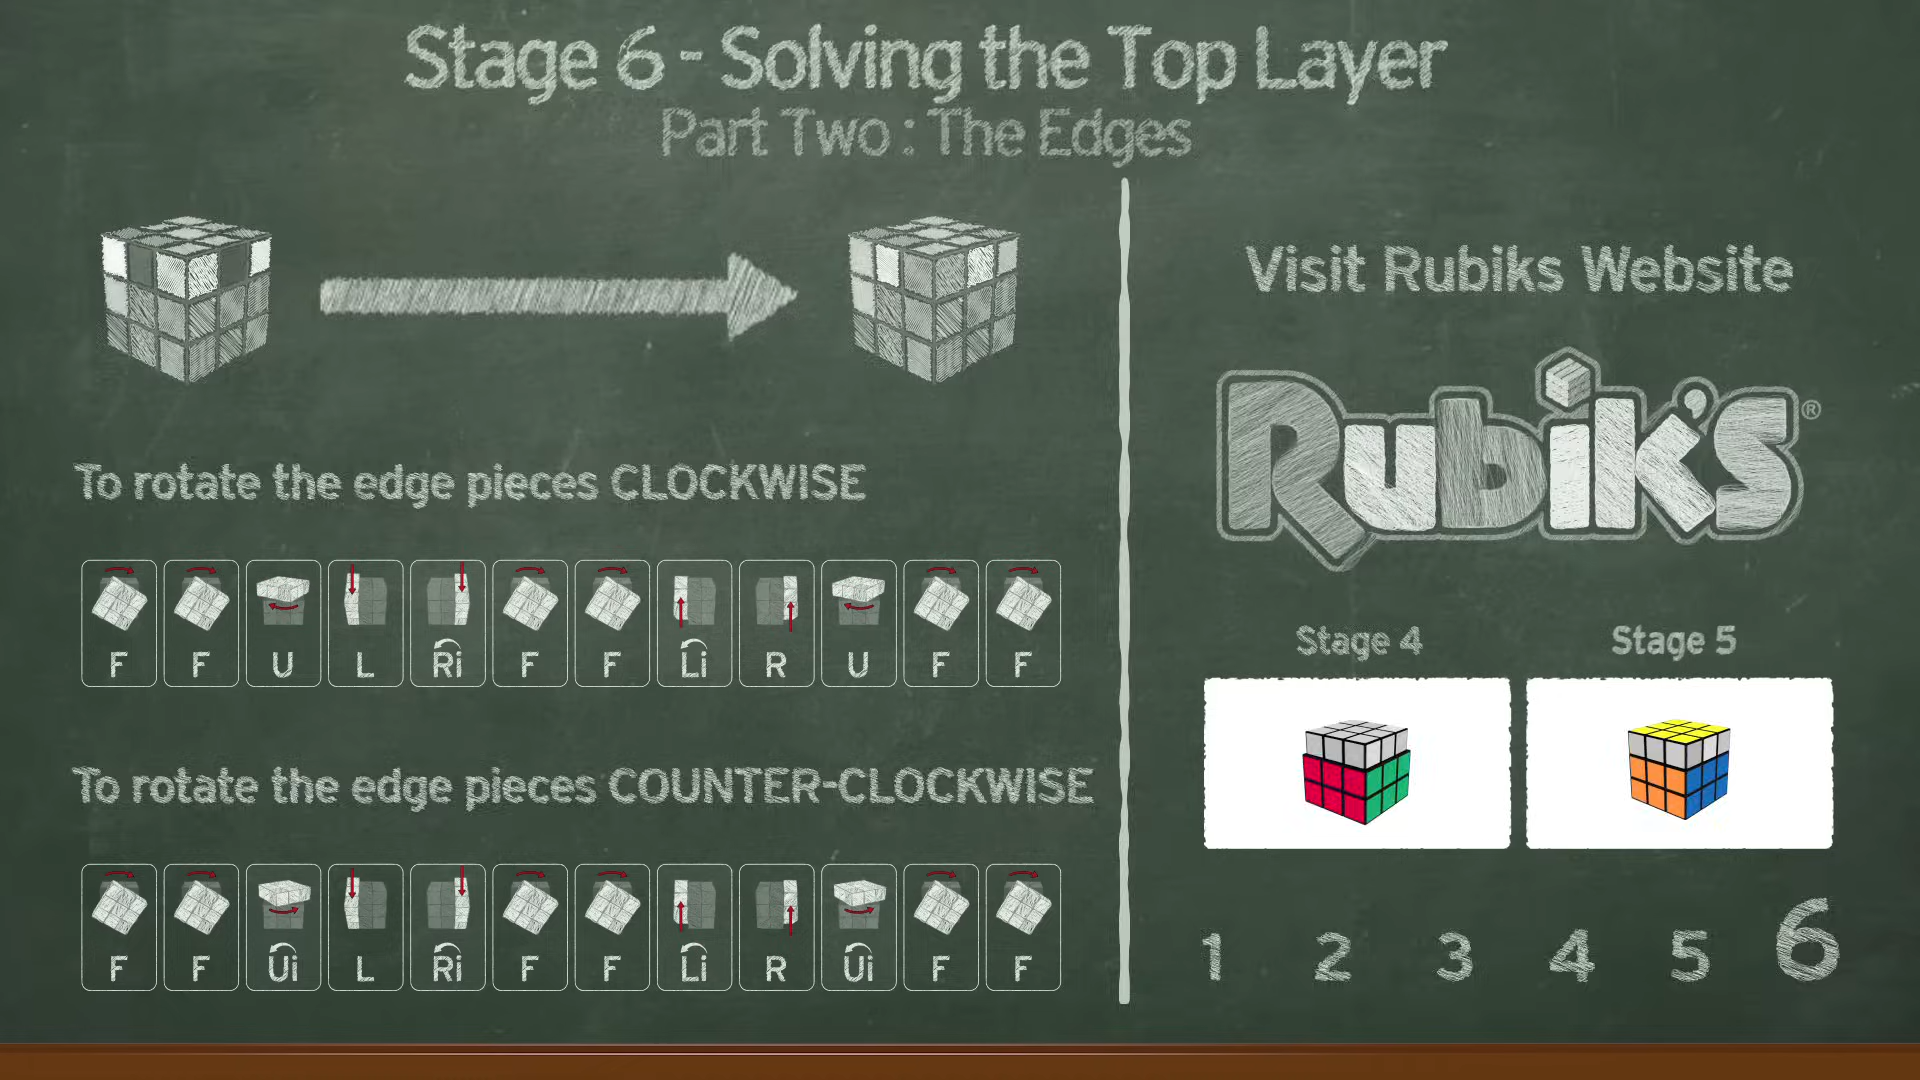 Stage 6 - Solving the Top Layer
Part Two : The Edges
To rotate the edge pieces CLOCKWISE
F F U L Ri F F Li R U F F
To rotate the edge pieces COUNTER-CLOCKWISE
F F Ui L Ri F F Li R Ui F F
Visit Rubiks Website
Rubik's®
Stage 4 Stage 5
1 2 3 4 5 6